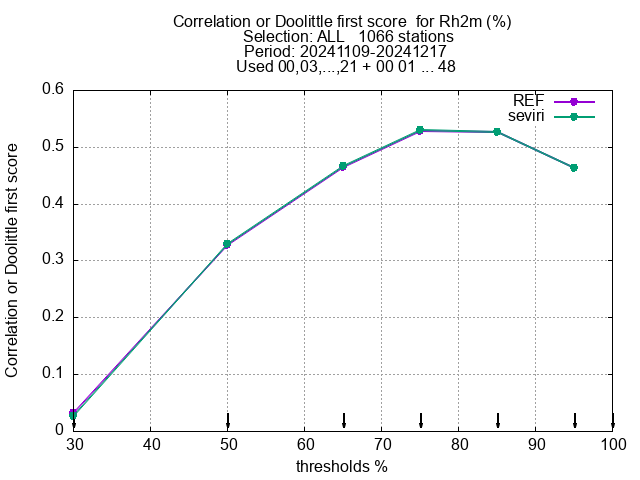 Correlation or Doolittle first score  for Rh2m (%)
Selection: ALL   1066 stations
Period: 20241109-20241217
Used 00,03,...,21 + 00 01 ... 48
REF
seviri
Correlation or Doolittle first score
0.6
0.5
0.4
0.3
0.2
0.1
0
30 40 50 60 70 80 90 100
thresholds %